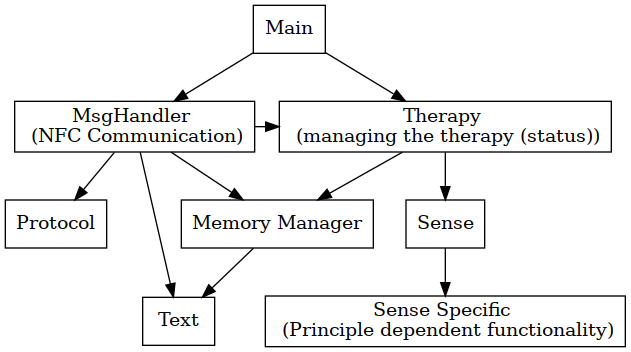 Main
MsgHandler
(NFC Communication)
Therapy
(managing the therapy (status))
Protocol
Memory Manager
Sense
Text
Sense Specific
(Principle dependent functionality)